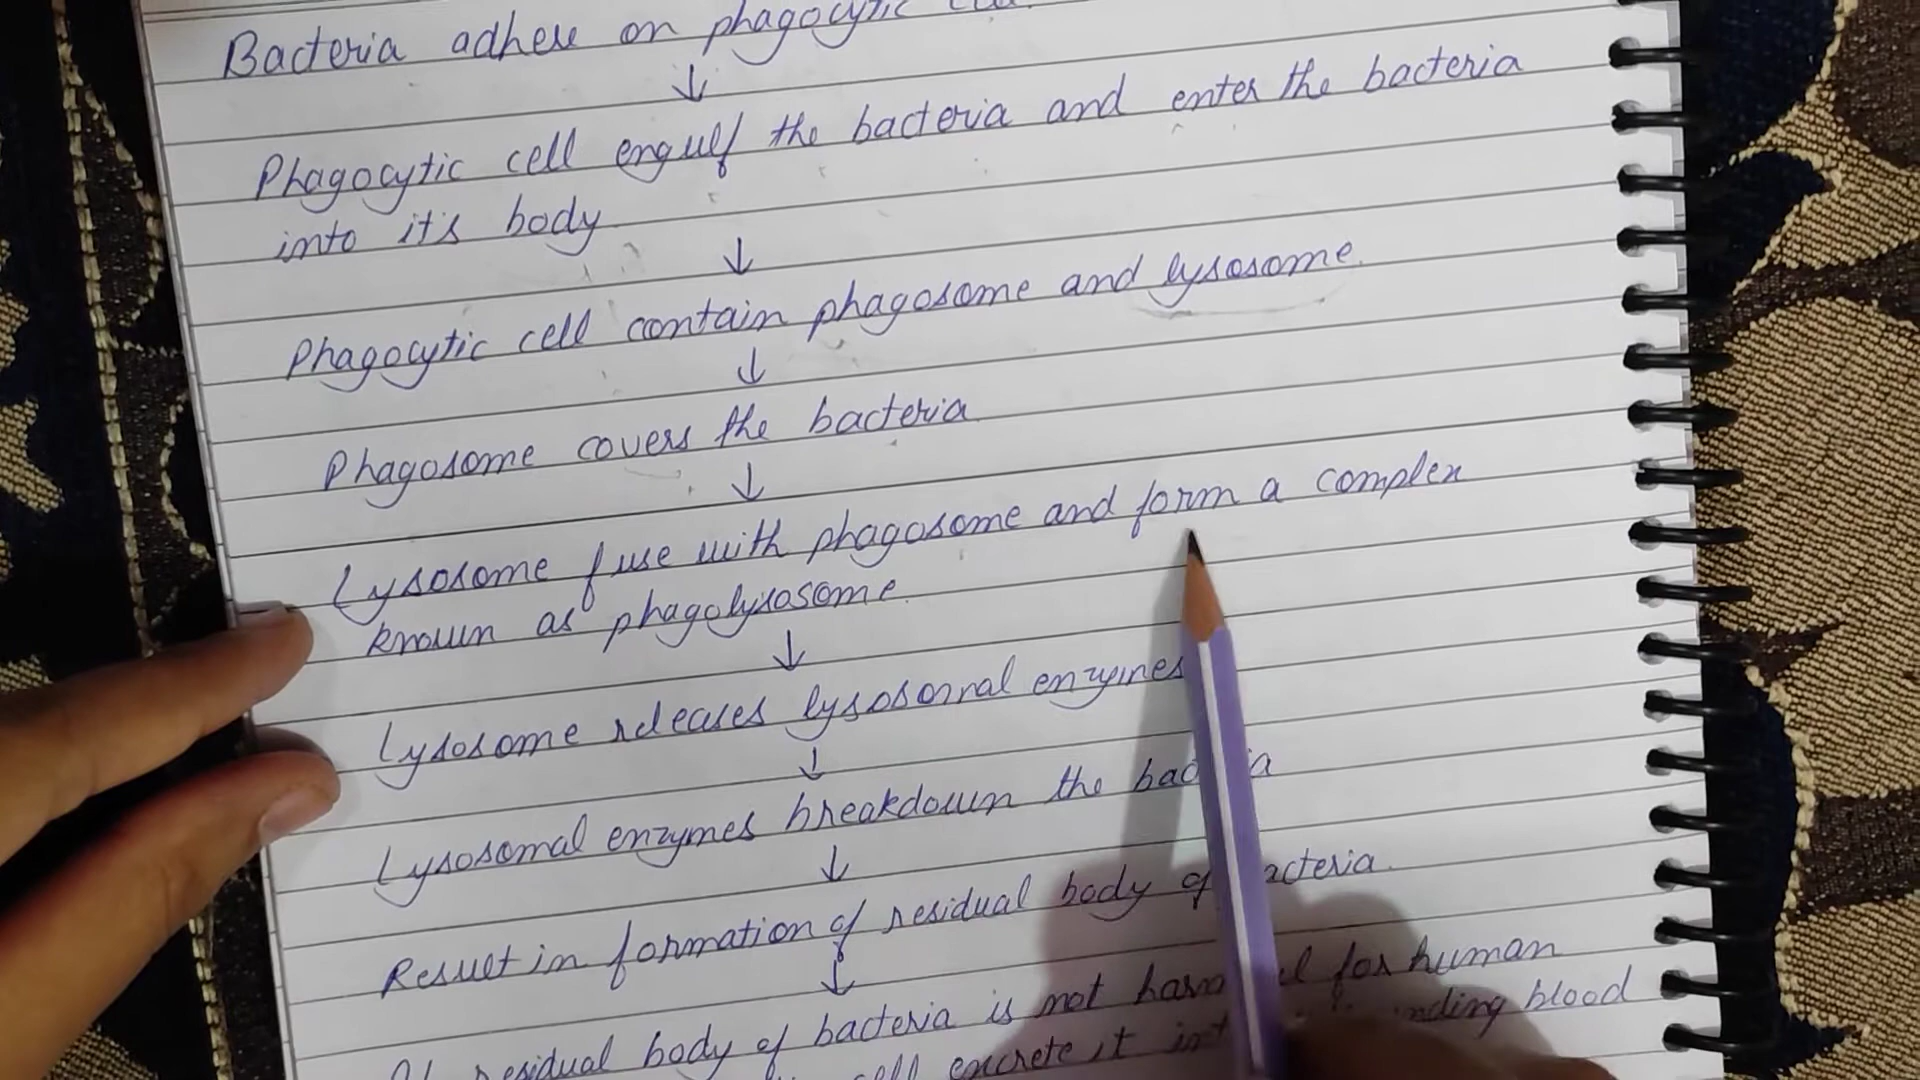 Bacteria adhere on phagocytic
↓
Phagocytic cell engulf the bacteria and enter the bacteria
into it's body
↓
Phagocytic cell contain phagosome and lysosome.
↓
Phagosome covers the bacteria
↓
Lysosome fuse with phagosome and form a complex
known as phagolysosome.
↓
Lysosome releases lysosomal enzymes
↓
Lysosomal enzymes breakdown the
↓
Result in formation of residual body of
↓
residual body of bacteria is not for human
cell excrete it blood